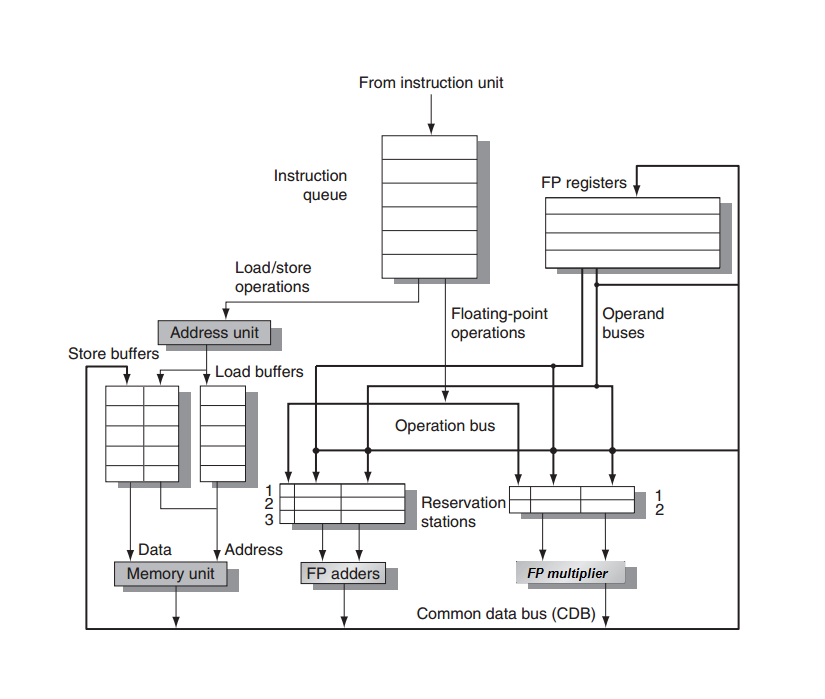 From instruction unit
Instruction
queue
FP registers
Load/store
operations
Floating-point
operations
Operand
buses
Address unit
Store buffers
Load buffers
Operation bus
1
2
3
Reservation
stations
1
2
Data
Address
Memory unit
FP adders
FP multiplier
Common data bus (CDB)